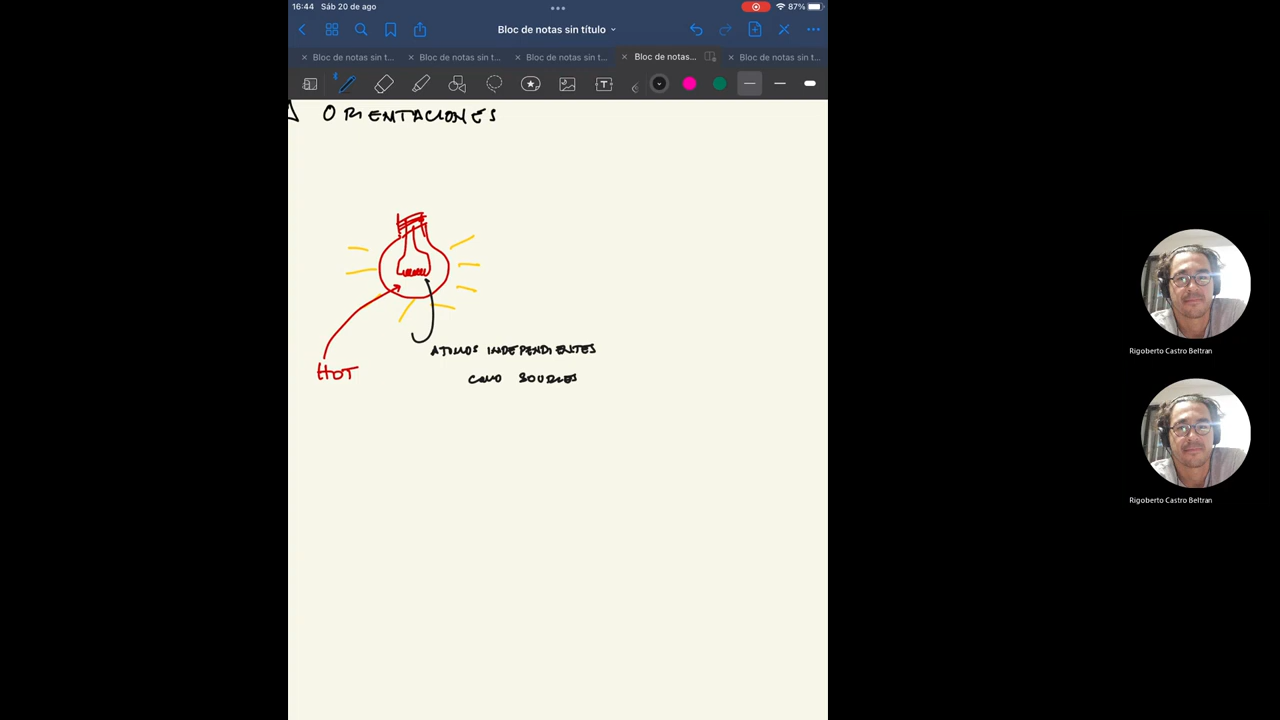 16:44 Sáb 20 de ago
87%
Bloc de notas sin título
Bloc de notas sin t...
Bloc de notas sin t...
Bloc de notas sin t...
Bloc de notas...
Bloc de notas sin t...
T
ORIENTACIONES
HOT
ATOMOS INDEPENDIENTES
COMO SOURCES
Rigoberto Castro Beltran
Rigoberto Castro Beltran